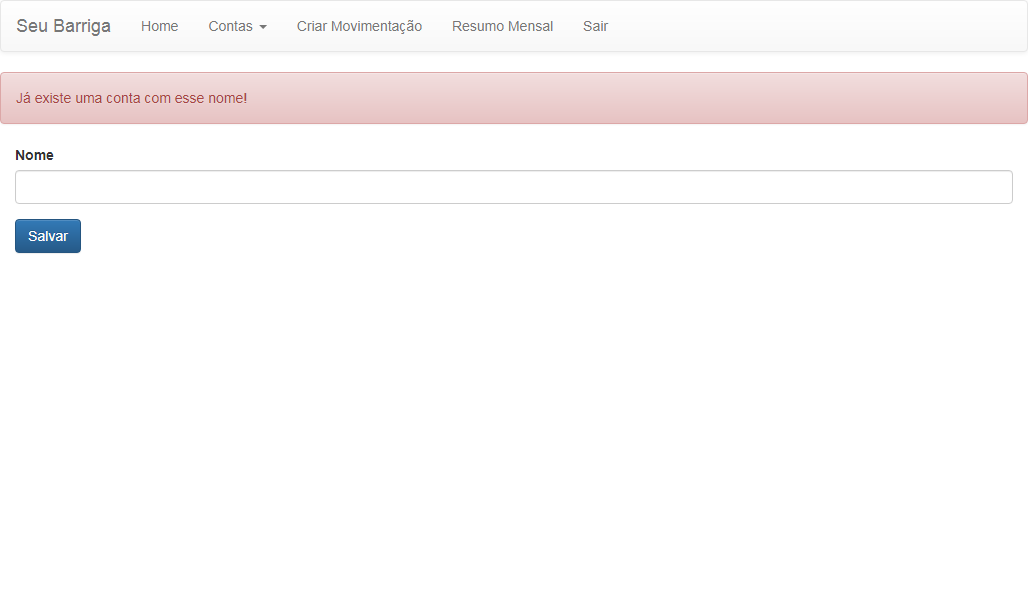 Seu Barriga Home Contas Criar Movimentação Resumo Mensal Sair
Já existe uma conta com esse nome!
Nome
Salvar